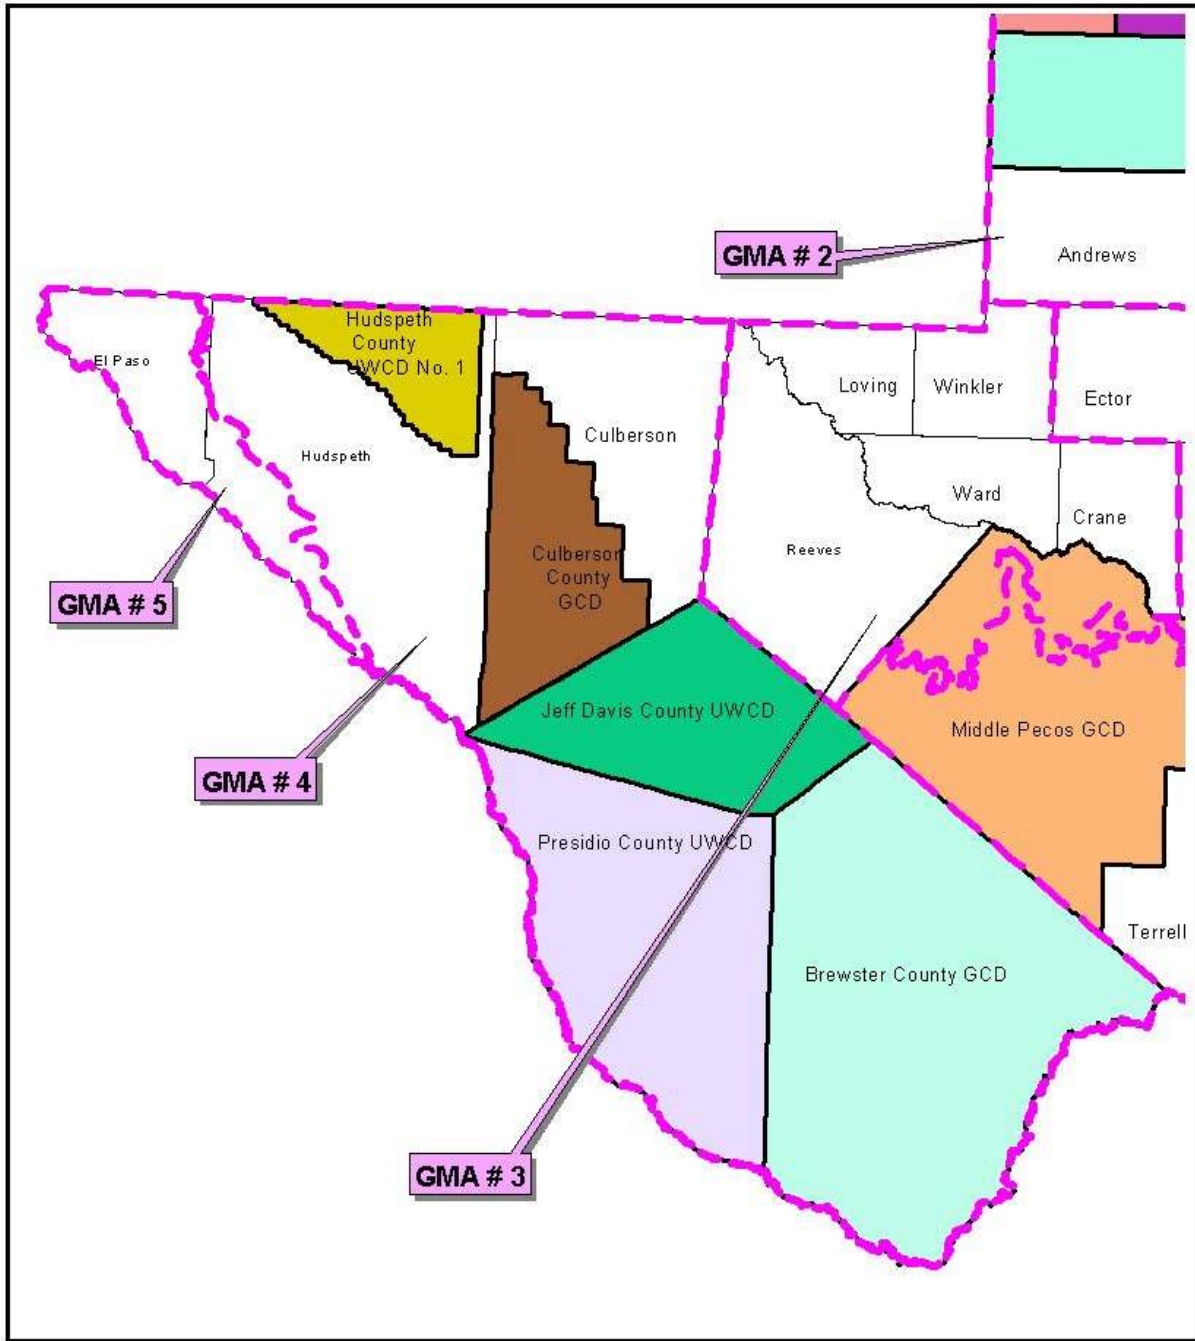 GMA # 2
Andrews
Hudspeth
County
UWCD No. 1
El Paso
Loving
Winkler
Ector
Culberson
Hudspeth
Ward
Crane
Reeves
Culberson
County
GCD
GMA # 5
Jeff Davis County UWCD
Middle Pecos GCD
GMA # 4
Presidio County UWCD
Terrell
Brewster County GCD
GMA # 3